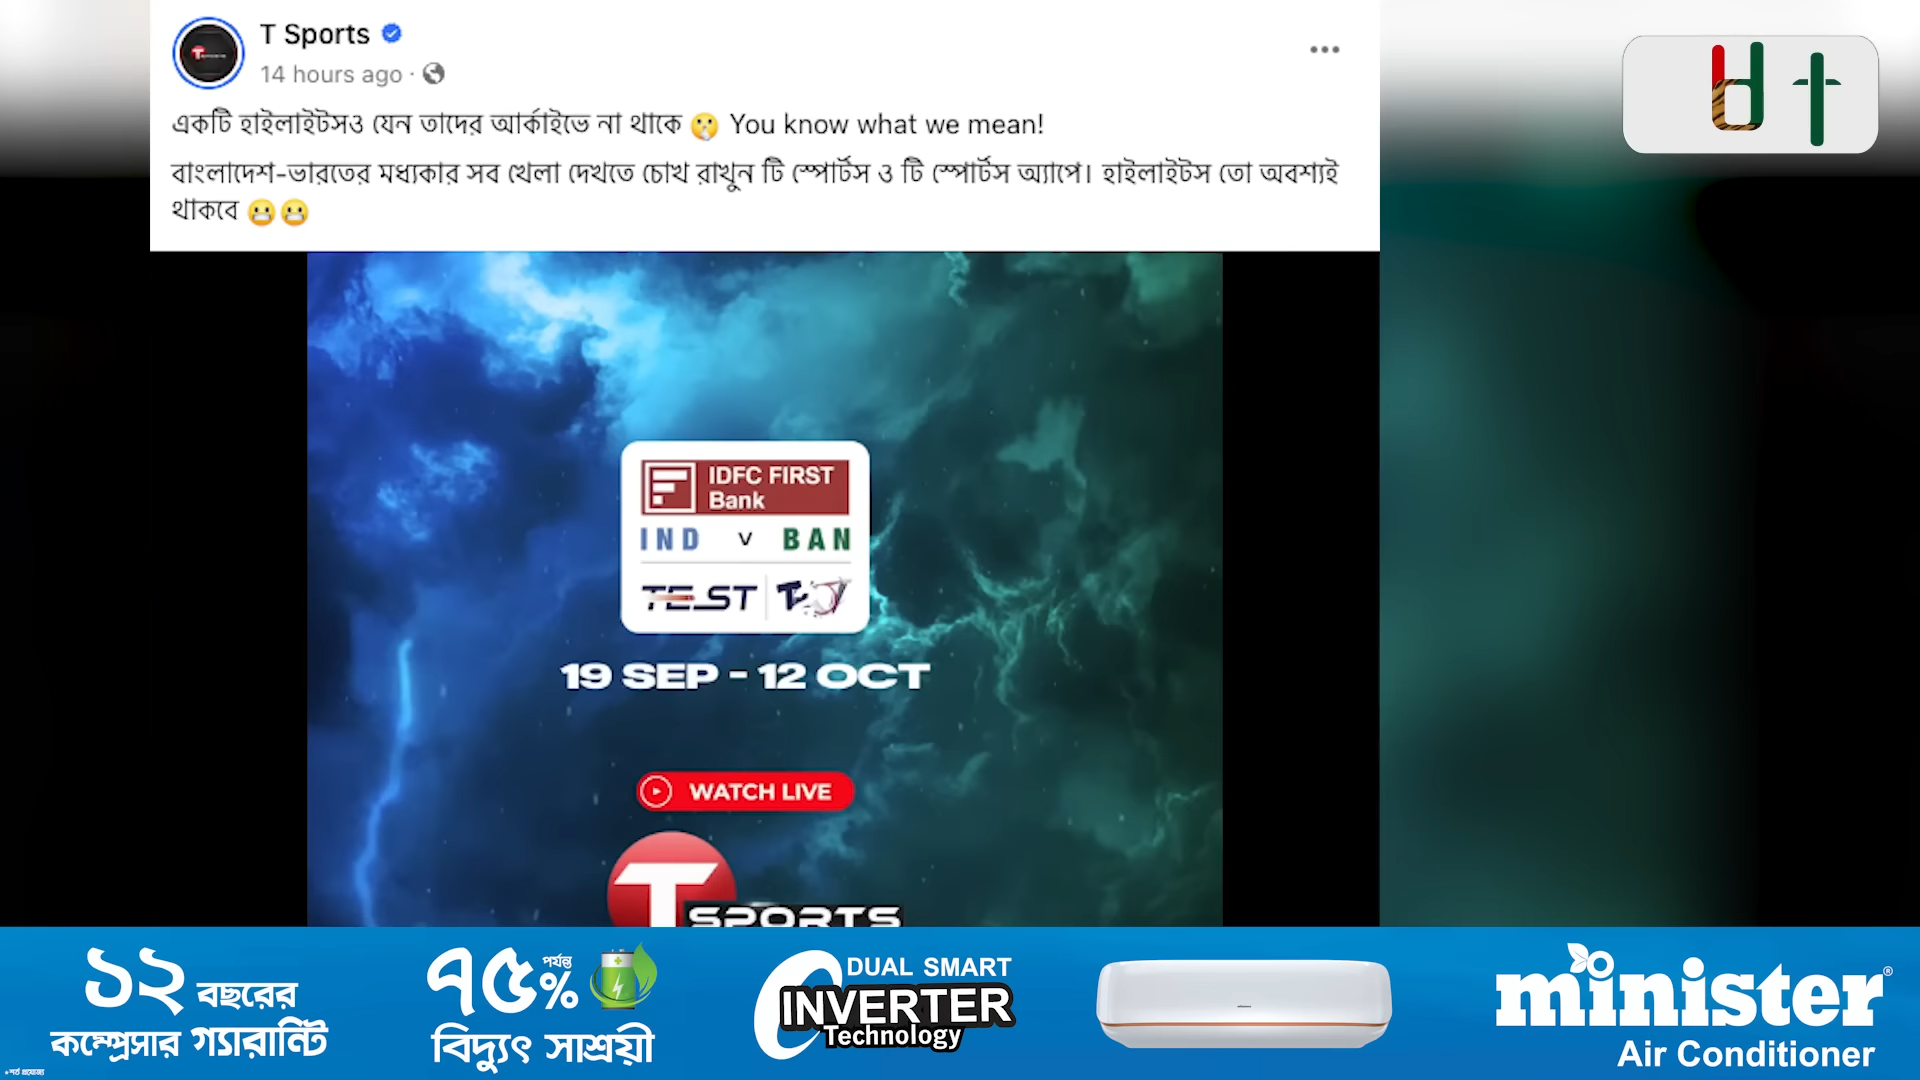 T Sports
14 hours ago ·
একটি হাইলাইটসও যেন তাদের আর্কাইভে না থাকে 🤫 You know what we mean!
বাংলাদেশ-ভারতের মধ্যকার সব খেলা দেখতে চোখ রাখুন টি স্পোর্টস ও টি স্পোর্টস অ্যাপে। হাইলাইটস তো অবশ্যই
থাকবে 😬😬
IDFC FIRST
Bank
IND v BAN
TEST
19 SEP - 12 OCT
WATCH LIVE
T SPORTS
১২ বছরের
কম্প্রেসার গ্যারান্টি
*শর্ত প্রযোজ্য
৭৫% পর্যন্ত
বিদ্যুৎ সাশ্রয়ী
DUAL SMART
INVERTER
Technology
minister®
Air Conditioner